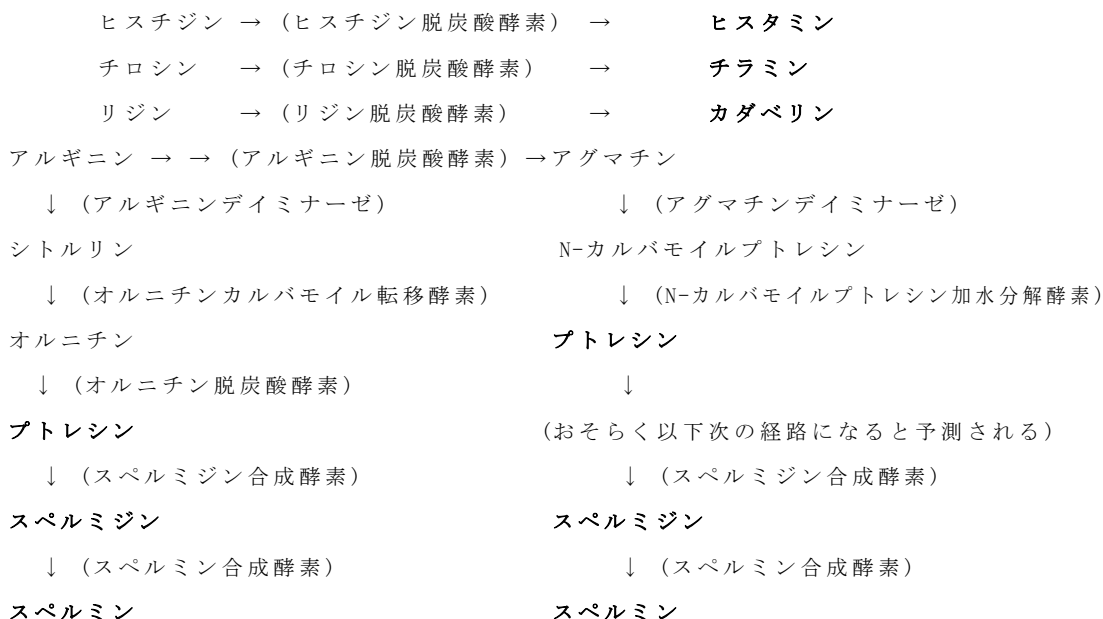 ヒスチジン → (ヒスチジン脱炭酸酵素) → ヒスタミン
チロシン → (チロシン脱炭酸酵素) → チラミン
リジン → (リジン脱炭酸酵素) → カダベリン
アルギニン → → (アルギニン脱炭酸酵素) →アグマチン
↓ (アルギニンデイミナーゼ) ↓ (アグマチンデイミナーゼ)
シトルリン N-カルバモイルプトレシン
↓ (オルニチンカルバモイル転移酵素) ↓ (N-カルバモイルプトレシン加水分解酵素)
オルニチン プトレシン
↓ (オルニチン脱炭酸酵素) ↓
プトレシン (おそらく以下次の経路になると予測される)
↓ (スペルミジン合成酵素) ↓ (スペルミジン合成酵素)
スペルミジン スペルミジン
↓ (スペルミン合成酵素) ↓ (スペルミン合成酵素)
スペルミン スペルミン